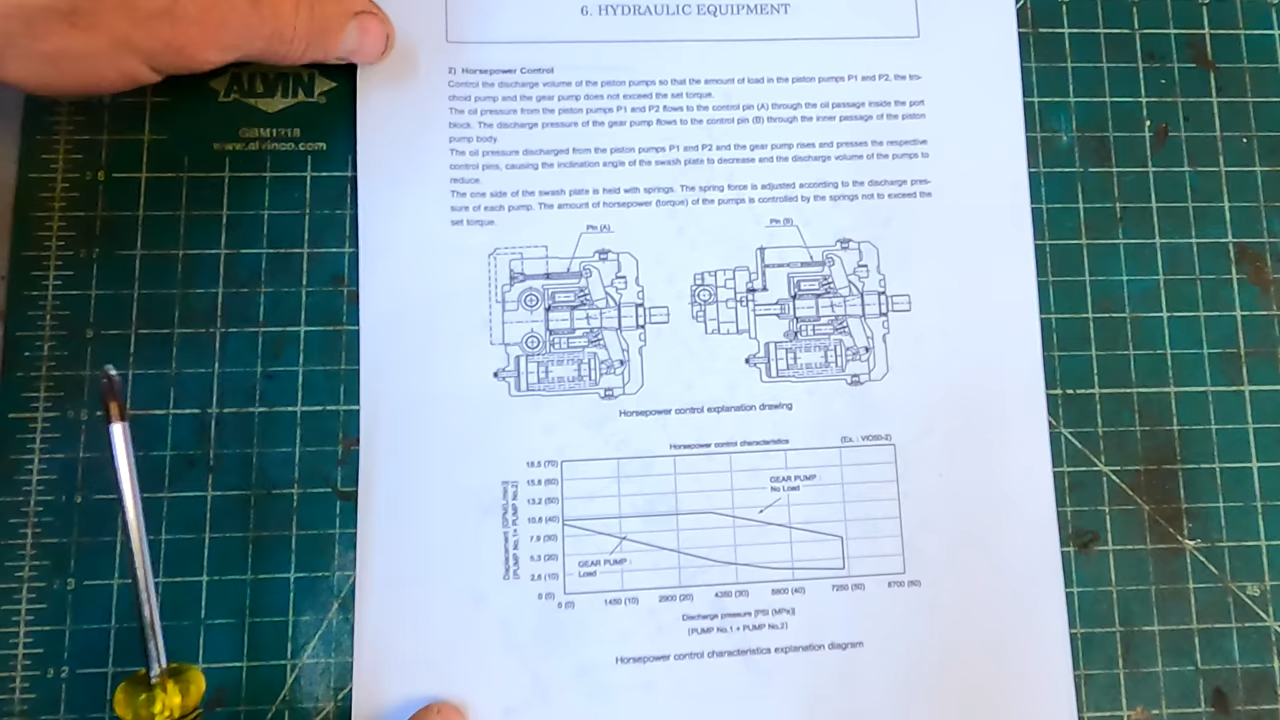 6. HYDRAULIC EQUIPMENT
ALVIN
GBM1218
www.alvinco.com
2) Horsepower Control
Control the discharge volume of the piston pumps so that the amount of load in the piston pumps P1 and P2, the tro-
choid pump and the gear pump does not exceed the set torque.
The oil pressure from the piston pumps P1 and P2 flows to the control pin (A) through the oil passage inside the port
block. The discharge pressure of the gear pump flows to the control pin (B) through the inner passage of the piston
pump body.
The oil pressure discharged from the piston pumps P1 and P2 and the gear pump rises and presses the respective
control pins, causing the inclination angle of the swash plate to decrease and the discharge volume of the pumps to
reduce.
The one side of the swash plate is held with springs. The spring force is adjusted according to the discharge pres-
sure of each pump. The amount of horsepower (torque) of the pumps is controlled by the springs not to exceed the
set torque.
Pin (A)
Pin (B)
Horsepower control explanation drawing
Horsepower control characteristics
(Ex. : ViO50-2)
18.5 (70)
15.8 (60)
13.2 (50)
10.6 (40)
7.9 (30)
5.3 (20)
2.6 (10)
0 (0)
Displacement [GPM(L/min)]
[PUMP No.1+ PUMP No.2]
GEAR PUMP :
No Load
GEAR PUMP :
Load
0 (0)
1450 (10)
2900 (20)
4350 (30)
5800 (40)
7250 (50)
8700 (60)
Discharge pressure [PSI (MPa)]
[PUMP No.1 + PUMP No.2]
Horsepower control characteristics explanation diagram
45°